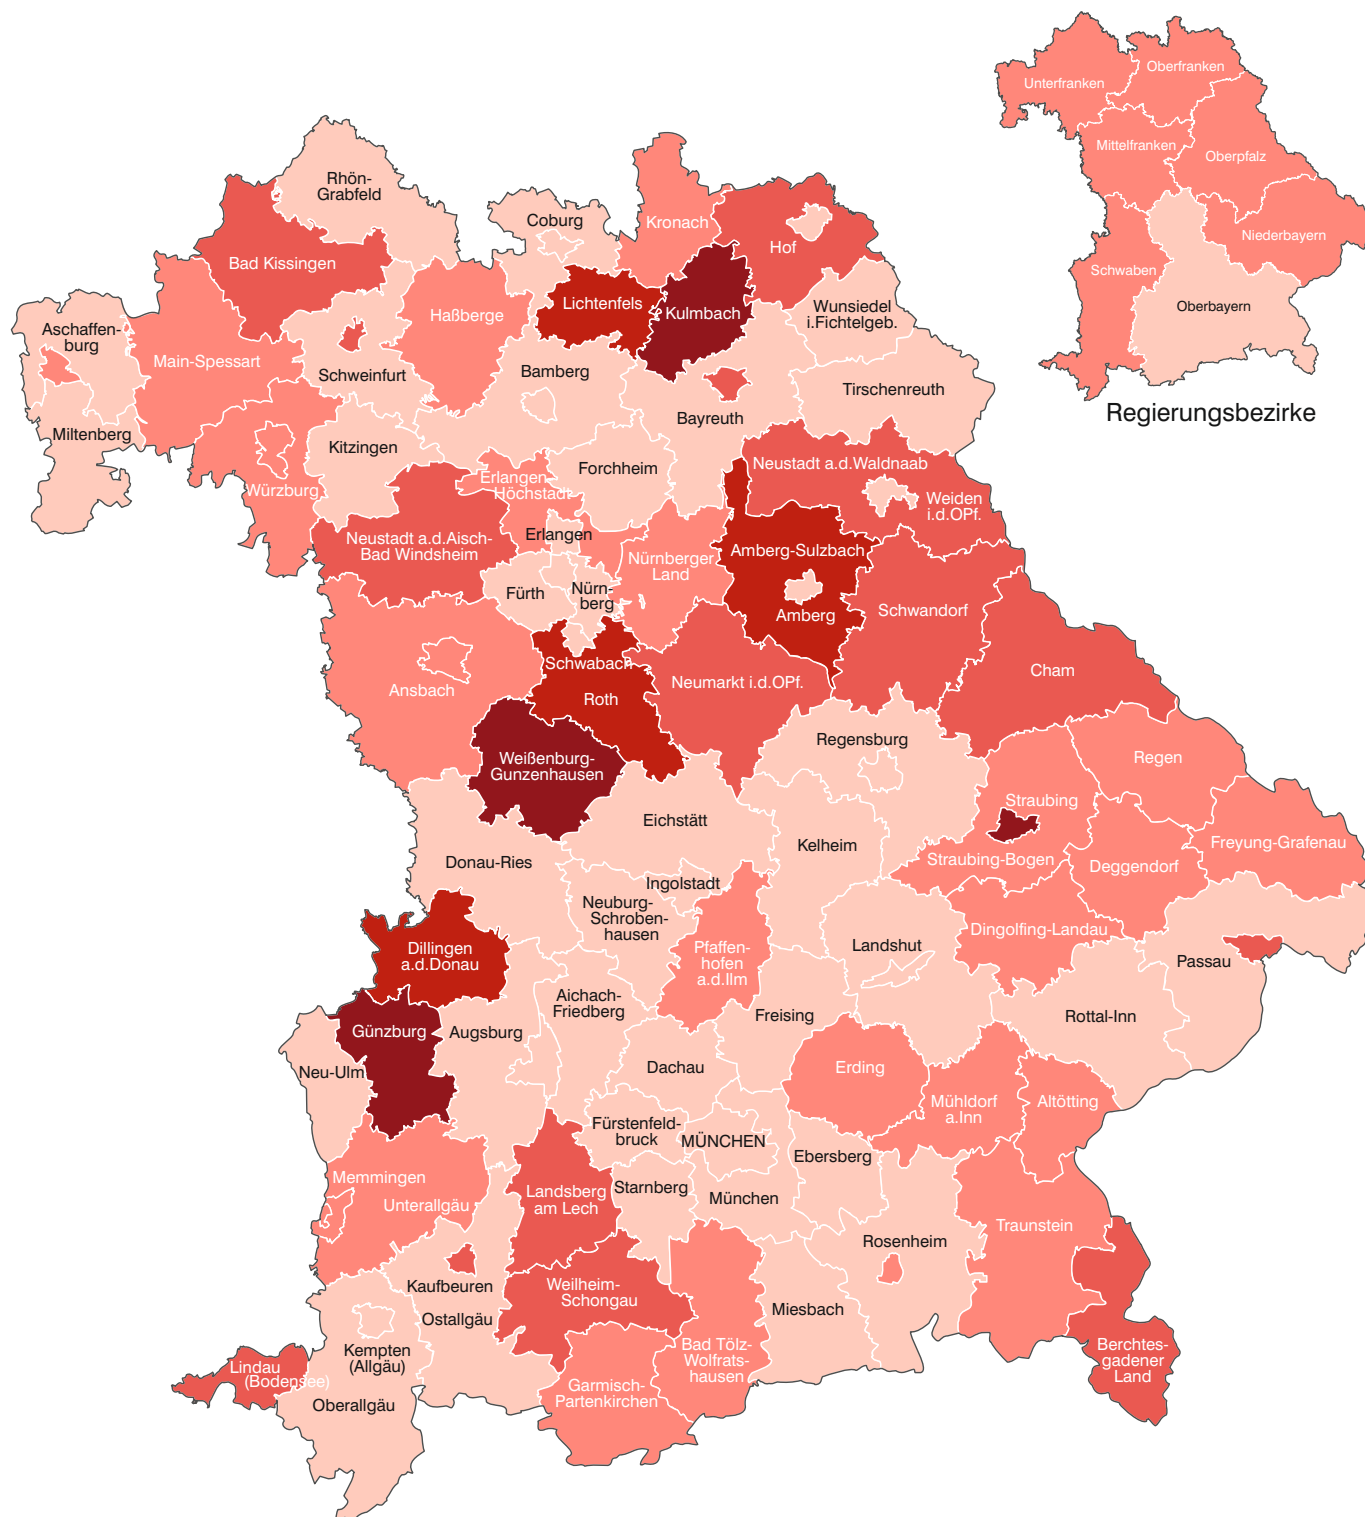 Unterfranken
Oberfranken
Mittelfranken
Oberpfalz
Niederbayern
Schwaben
Oberbayern
Regierungsbezirke
Rhön-
Grabfeld
Coburg
Kronach
Hof
Bad Kissingen
Lichtenfels
Kulmbach
Haßberge
Wunsiedel
i.Fichtelgeb.
Aschaffen-
burg
Main-Spessart
Schweinfurt
Bamberg
Bayreuth
Tirschenreuth
Miltenberg
Kitzingen
Forchheim
Neustadt a.d.Waldnaab
Würzburg
Erlangen-
Höchstadt
Weiden
i.d.OPf.
Neustadt a.d.Aisch-
Bad Windsheim
Erlangen
Nürnberger
Land
Amberg-Sulzbach
Fürth
Nürn-
berg
Amberg
Schwandorf
Ansbach
Schwabach
Roth
Neumarkt i.d.OPf.
Cham
Weißenburg-
Gunzenhausen
Regensburg
Regen
Eichstätt
Kelheim
Straubing
Straubing-Bogen
Deggendorf
Freyung-Grafenau
Donau-Ries
Ingolstadt
Neuburg-
Schroben-
hausen
Dillingen
a.d.Donau
Pfaffen-
hofen
a.d.Ilm
Landshut
Dingolfing-Landau
Passau
Günzburg
Augsburg
Aichach-
Friedberg
Freising
Rottal-Inn
Neu-Ulm
Dachau
Erding
Mühldorf
a.Inn
Altötting
Fürstenfeld-
bruck
MÜNCHEN
Ebersberg
Memmingen
Unterallgäu
Landsberg
am Lech
Starnberg
München
Rosenheim
Traunstein
Kaufbeuren
Ostallgäu
Weilheim-
Schongau
Miesbach
Kempten
(Allgäu)
Bad Tölz-
Wolfrats-
hausen
Berchtes-
gadener
Land
Lindau
(Bodensee)
Oberallgäu
Garmisch-
Partenkirchen